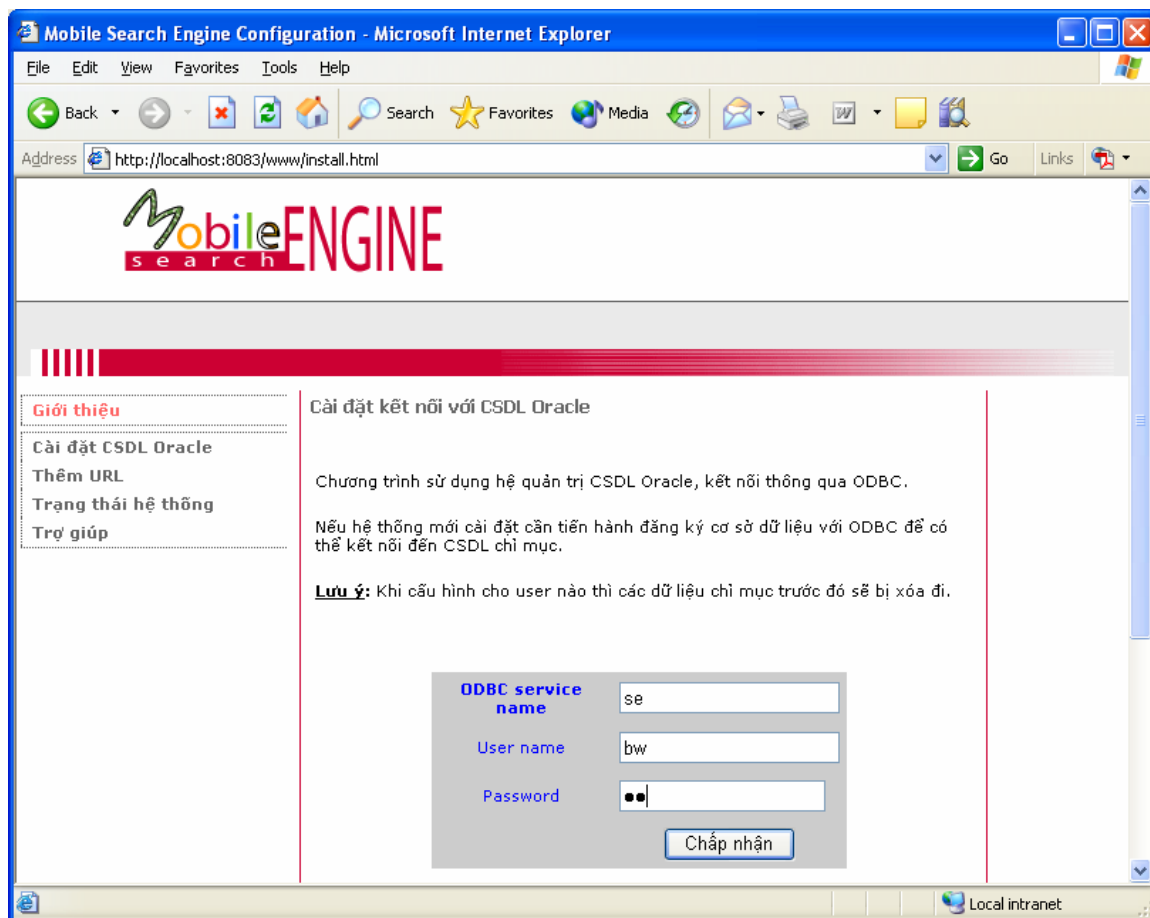 Mobile Search Engine Configuration - Microsoft Internet Explorer
File Edit View Favorites Tools Help
Back Search Favorites Media
Address http://localhost:8083/www/install.html Go Links
Mobile ENGINE
search
Giới thiệu
Cài đặt CSDL Oracle
Thêm URL
Trạng thái hệ thống
Trợ giúp
Cài đặt kết nối với CSDL Oracle
Chương trình sử dụng hệ quản trị CSDL Oracle, kết nối thông qua ODBC.
Nếu hệ thống mới cài đặt cần tiến hành đăng ký cơ sở dữ liệu với ODBC để có
thể kết nối đến CSDL chỉ mục.
Lưu ý: Khi cấu hình cho user nào thì các dữ liệu chỉ mục trước đó sẽ bị xóa đi.
ODBC service
name
se
User name bw
Password ●●
Chấp nhận
Local intranet